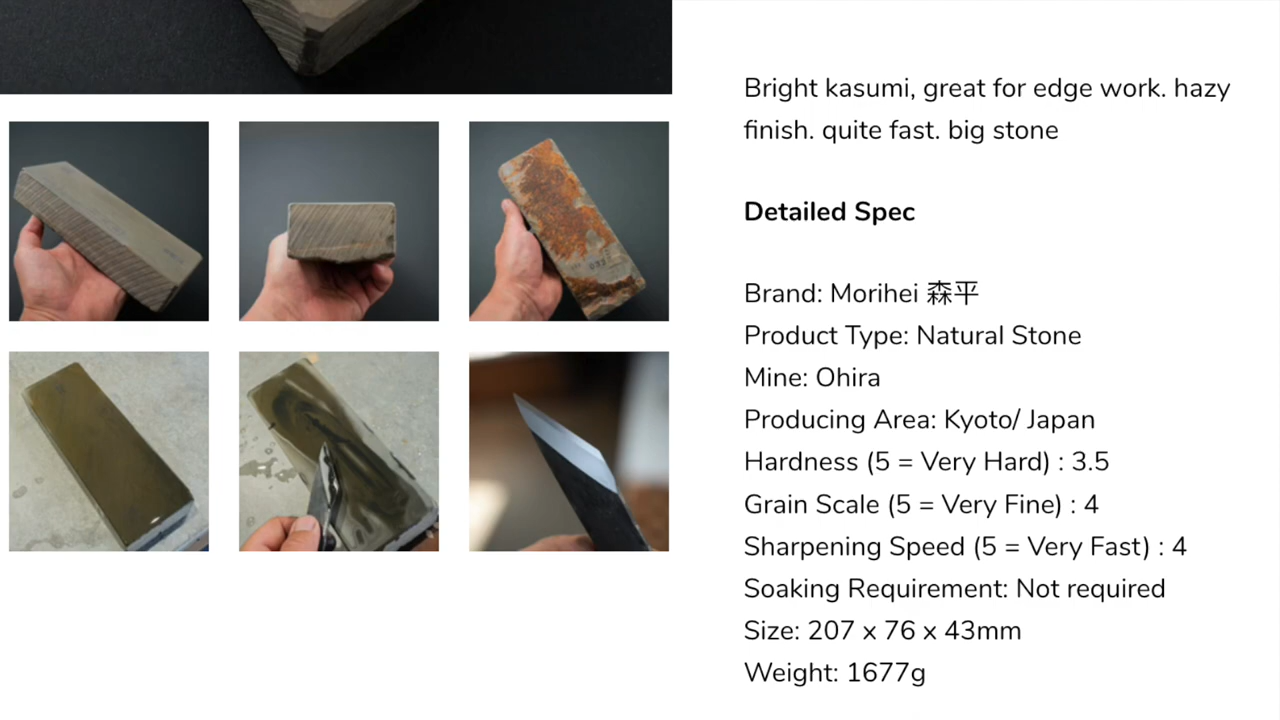 Bright kasumi, great for edge work. hazy
finish. quite fast. big stone
Detailed Spec
Brand: Morihei 森平
Product Type: Natural Stone
Mine: Ohira
Producing Area: Kyoto/ Japan
Hardness (5 = Very Hard) : 3.5
Grain Scale (5 = Very Fine) : 4
Sharpening Speed (5 = Very Fast) : 4
Soaking Requirement: Not required
Size: 207 x 76 x 43mm
Weight: 1677g